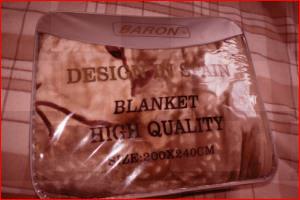 BARON®
DESIGN IN SPAIN
BLANKET
HIGH QUALITY
SIZE:200X240CM